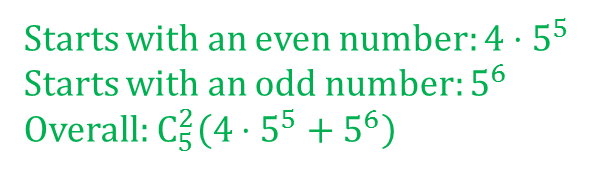 Starts with an even number: 4 · 5⁵
Starts with an odd number: 5⁶
Overall: C₅²(4 · 5⁵ + 5⁶)